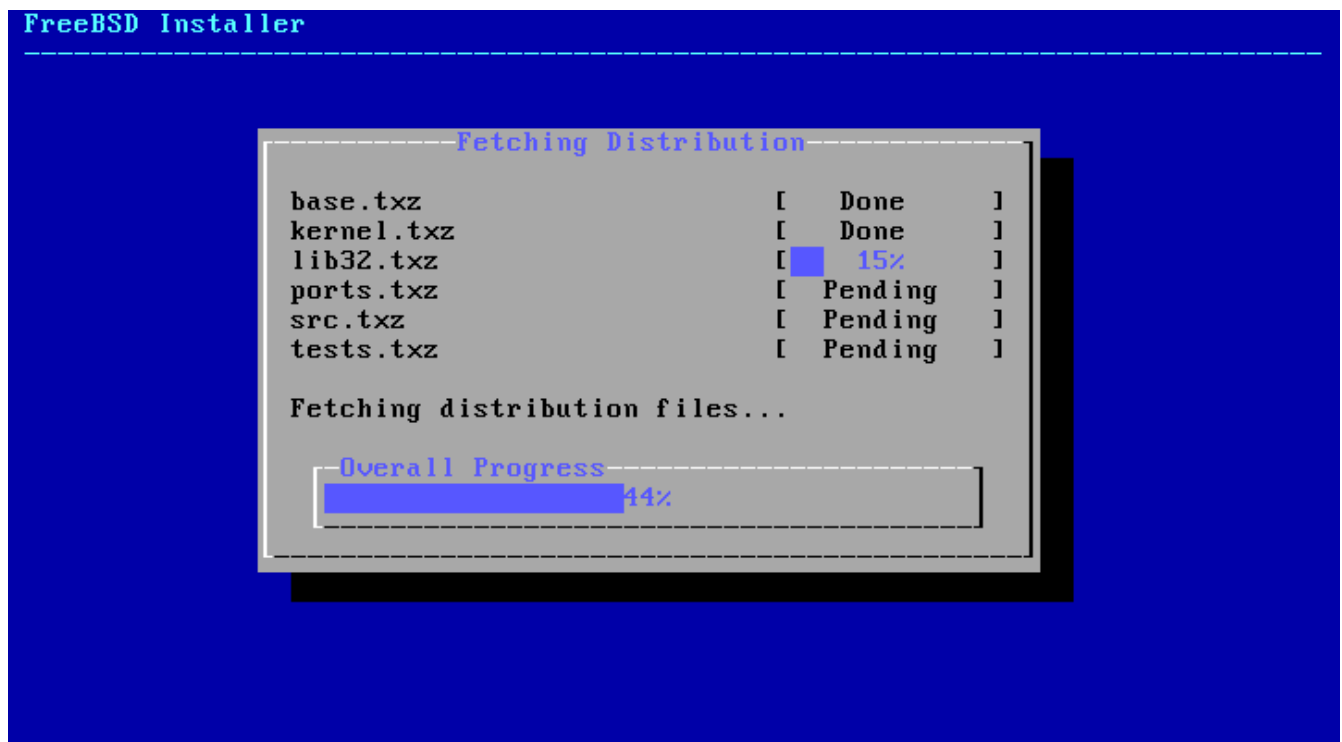 FreeBSD Installer
Fetching Distribution
base.txz [ Done ]
kernel.txz [ Done ]
lib32.txz [ 15% ]
ports.txz [ Pending ]
src.txz [ Pending ]
tests.txz [ Pending ]
Fetching distribution files...
Overall Progress
44%